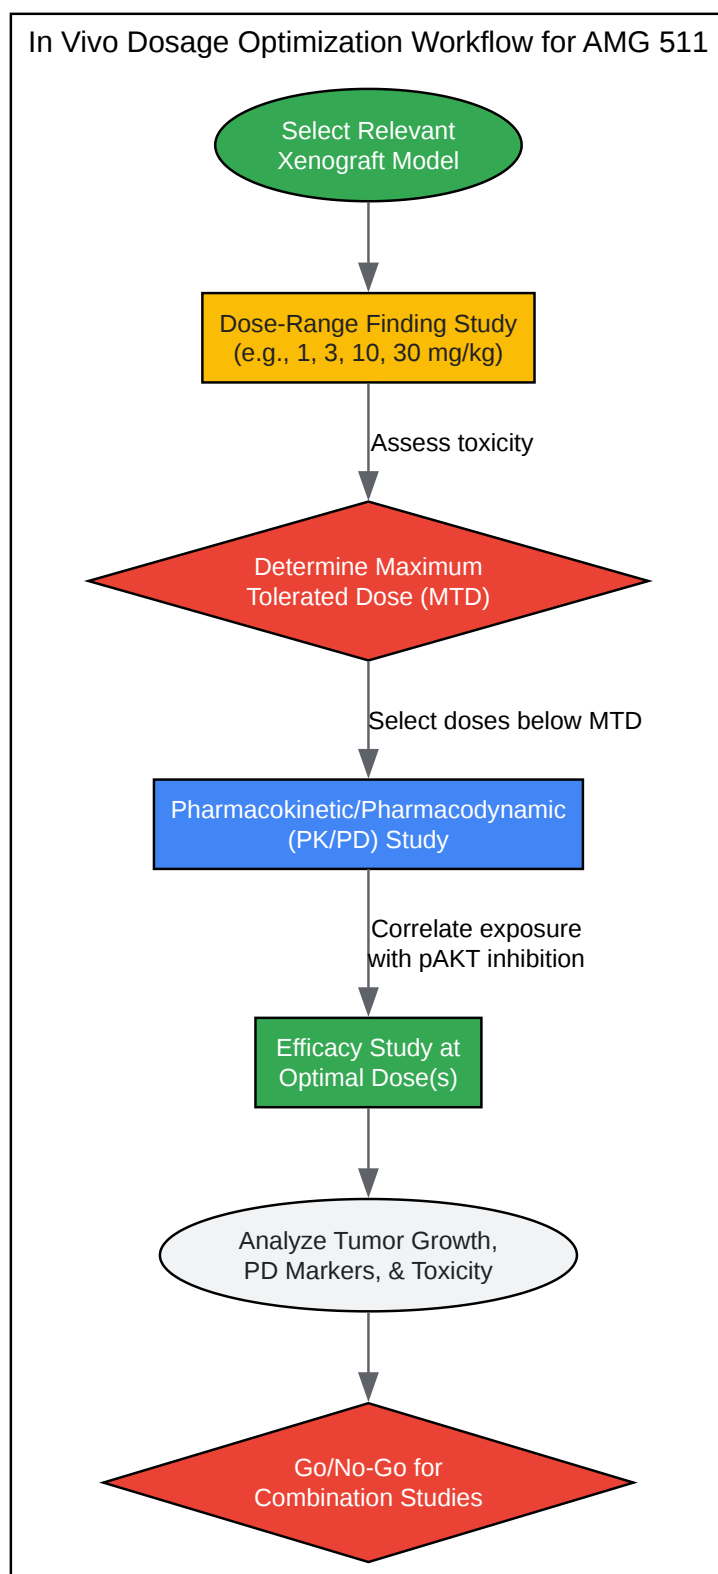 In Vivo Dosage Optimization Workflow for AMG 511
Select Relevant
Xenograft Model
Dose-Range Finding Study
(e.g., 1, 3, 10, 30 mg/kg)
Assess toxicity
Determine Maximum
Tolerated Dose (MTD)
Select doses below MTD
Pharmacokinetic/Pharmacodynamic
(PK/PD) Study
Correlate exposure
with pAKT inhibition
Efficacy Study at
Optimal Dose(s)
Analyze Tumor Growth,
PD Markers, & Toxicity
Go/No-Go for
Combination Studies